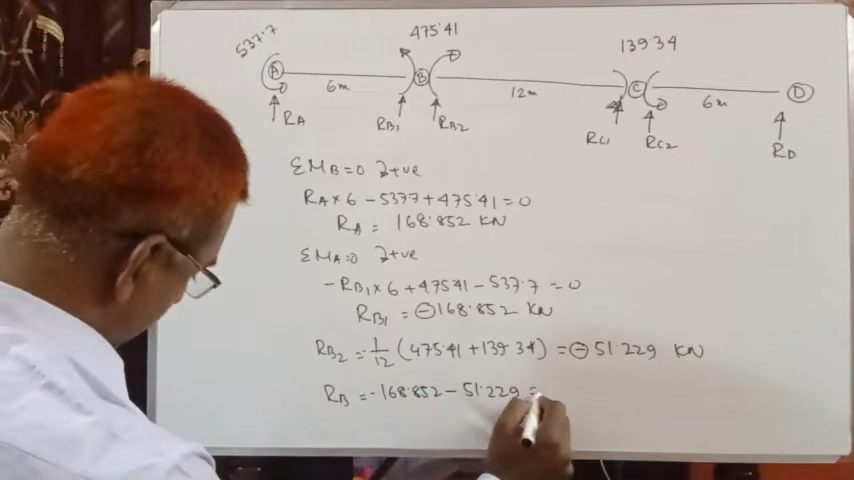 537.7 475.41 139.34
A B C D
6m 12m 6m
RA RB1 RB2 RC1 RC2 RD
ΣMB=0 ↻+ve
RA×6 - 537.7 + 475.41 = 0
RA = 168.852 KN
ΣMA=0 ↻+ve
-RB1×6 + 475.41 - 537.7 = 0
RB1 = ⊖168.852 KN
RB2 = 1/12 (475.41 + 139.34) = ⊖ 51.229 KN
RB = -168.852 - 51.229 =